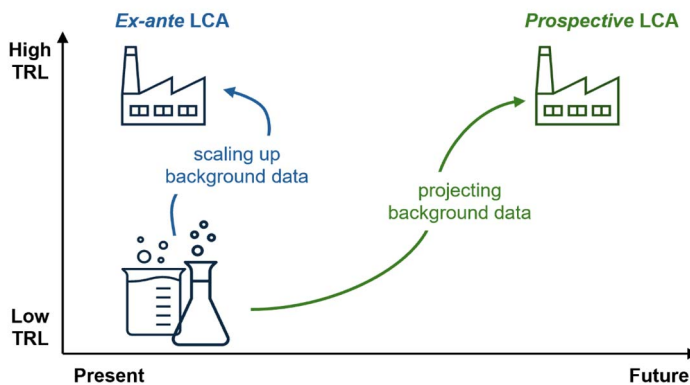 Ex-ante LCA
Prospective LCA
High
TRL
scaling up
background data
projecting
background data
Low
TRL
Present
Future